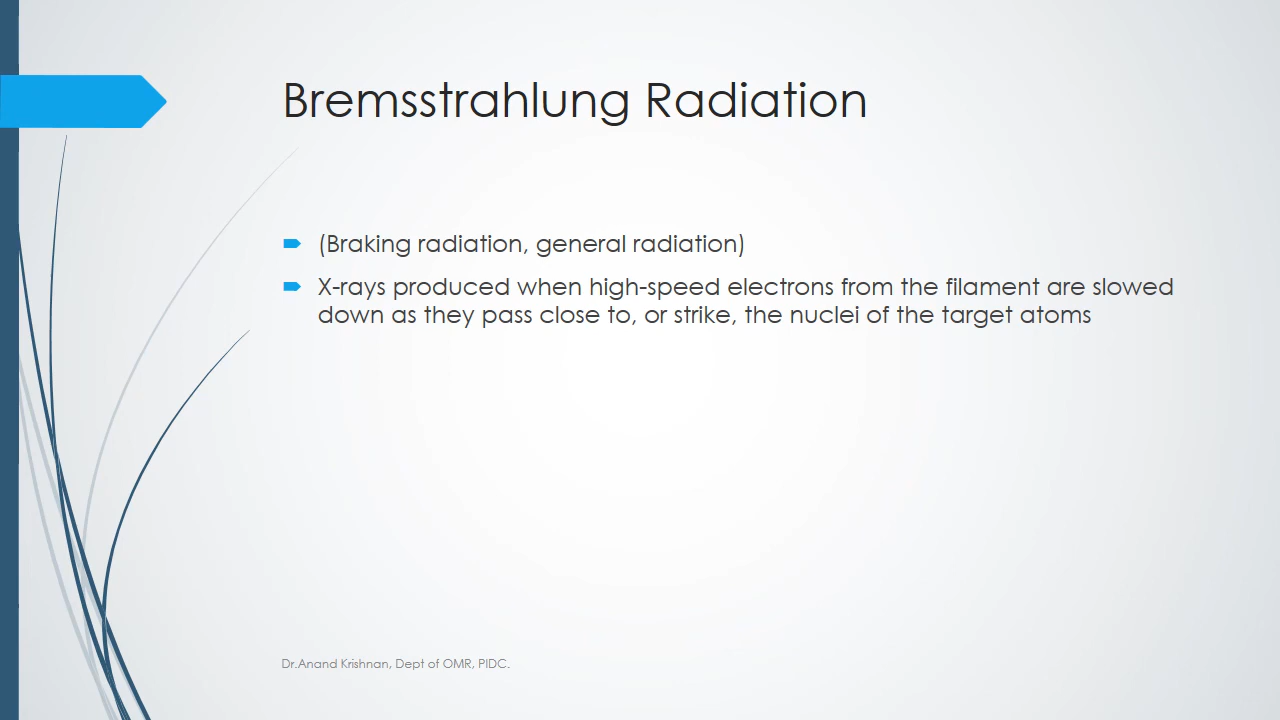 Bremsstrahlung Radiation
(Braking radiation, general radiation)
X-rays produced when high-speed electrons from the filament are slowed
down as they pass close to, or strike, the nuclei of the target atoms
Dr.Anand Krishnan, Dept of OMR, PIDC.